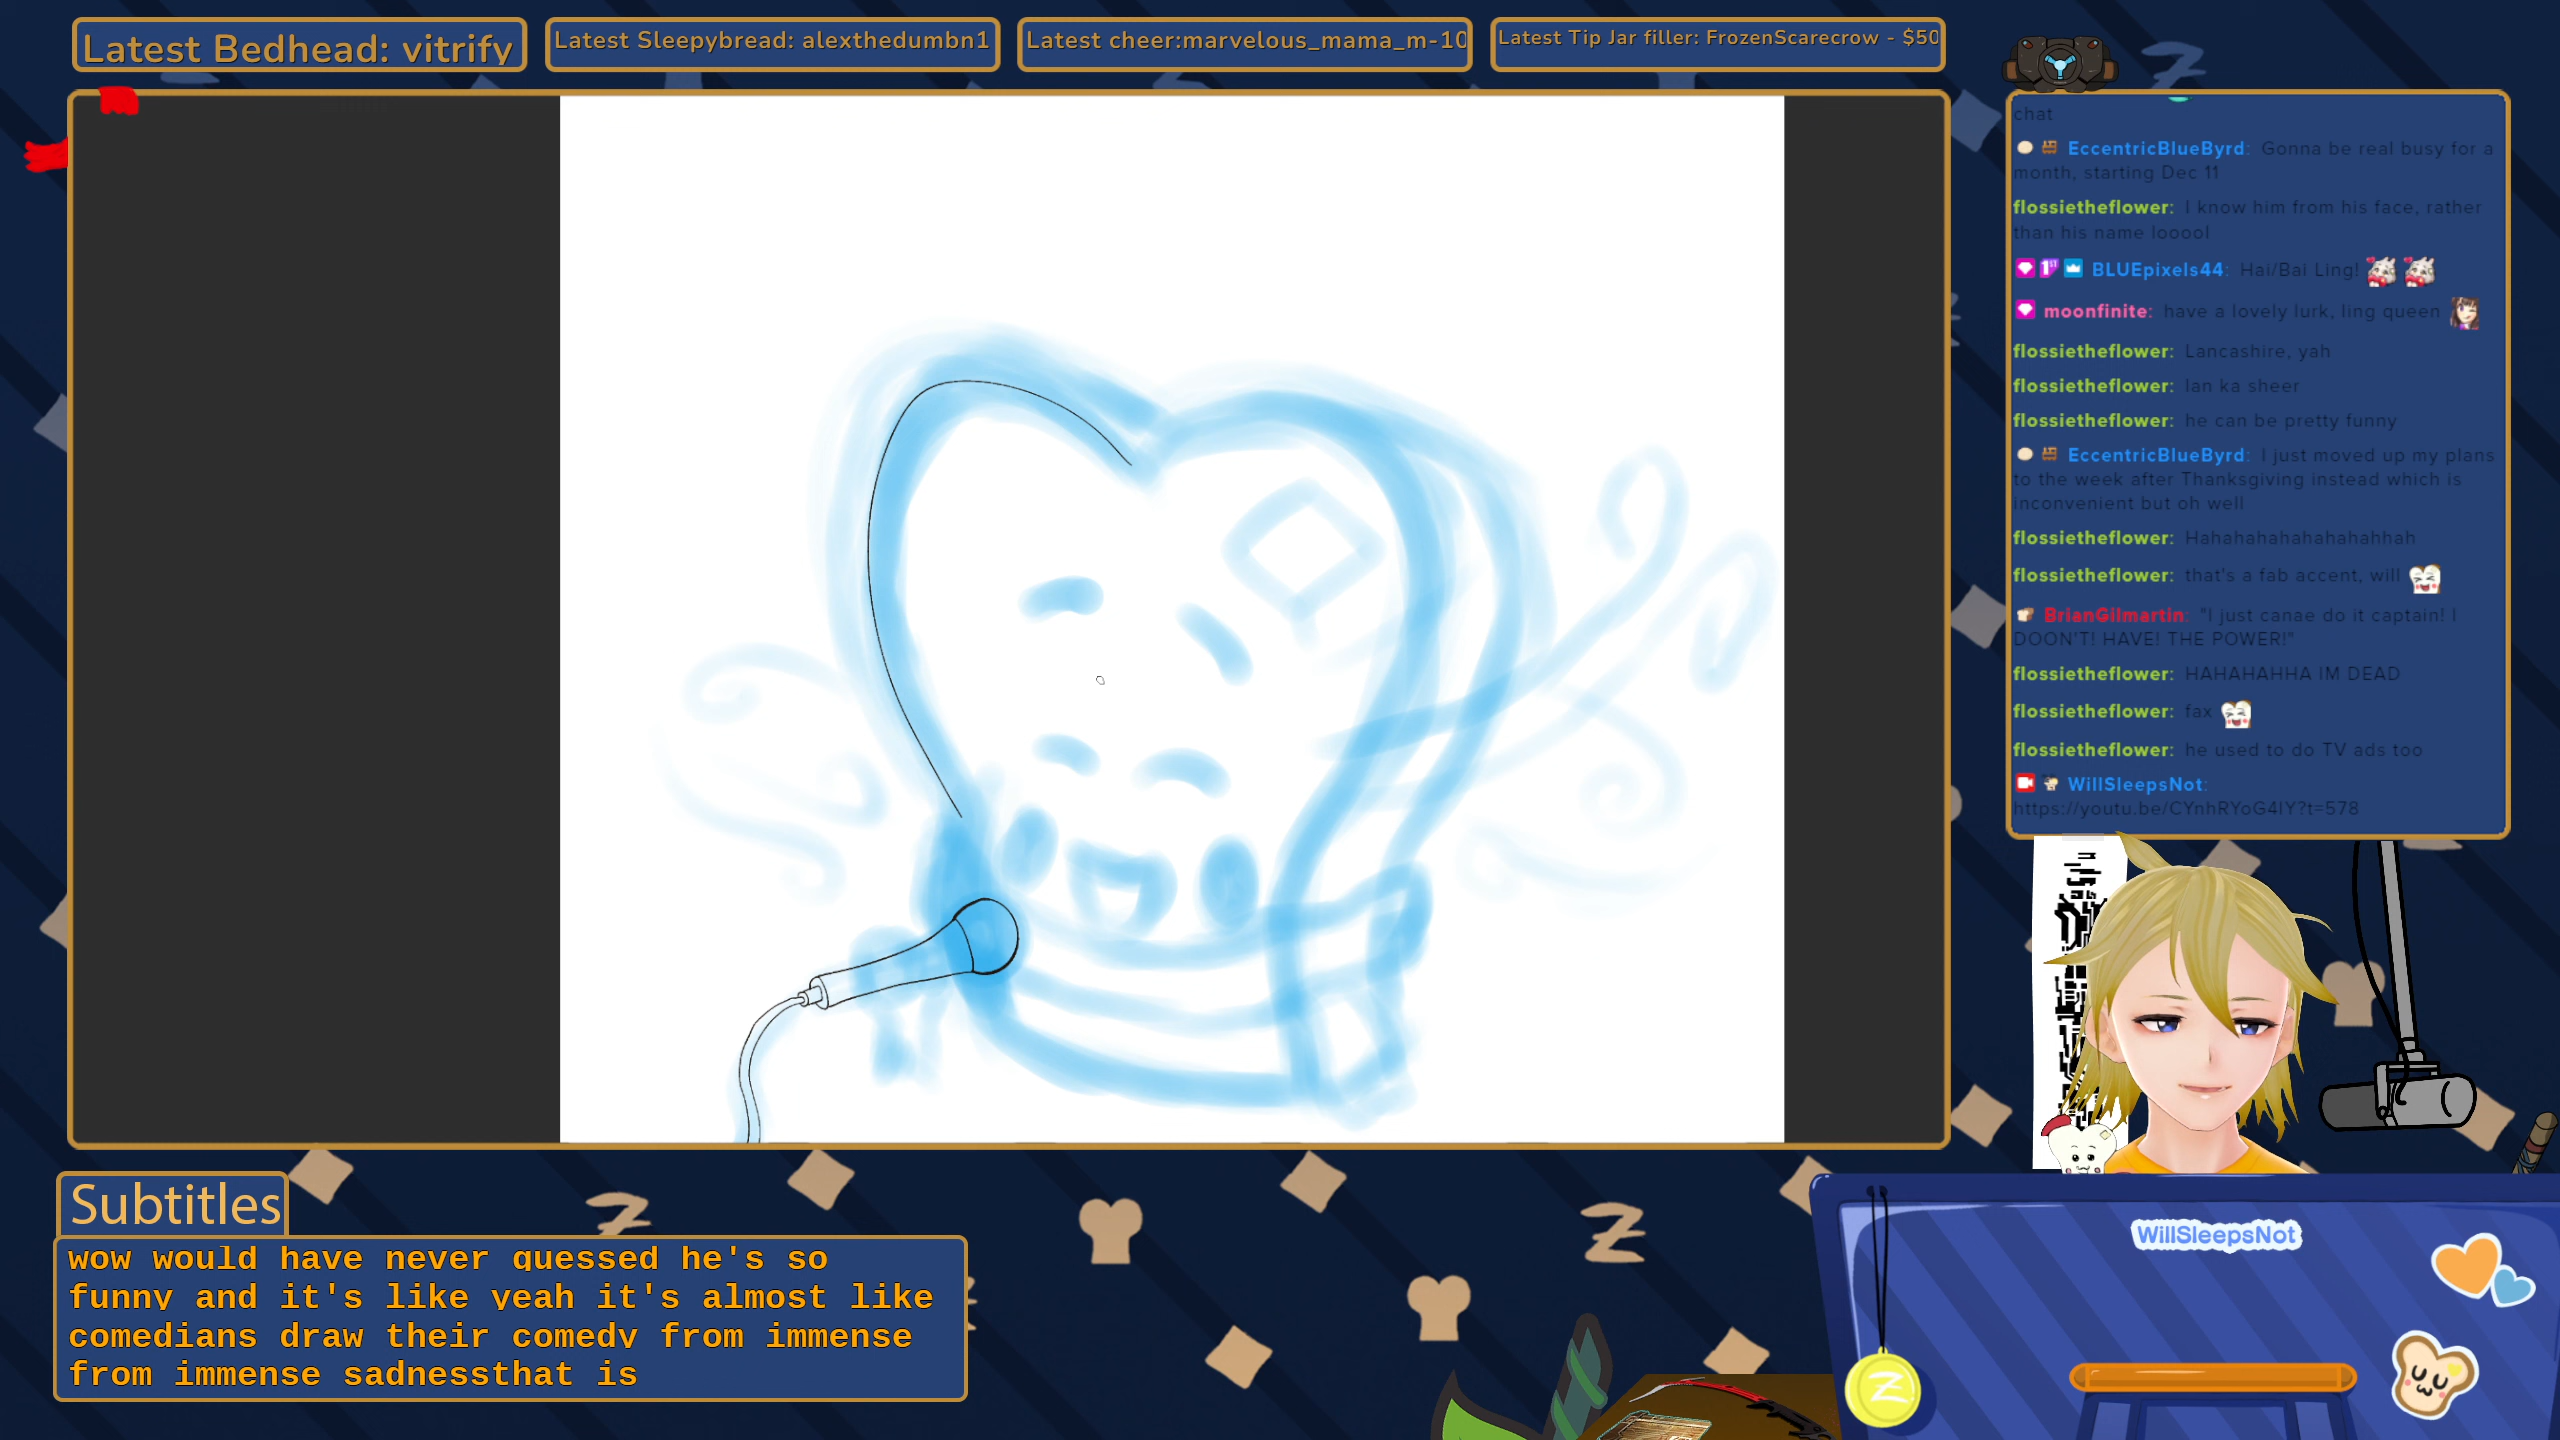 Latest Bedhead: vitrify
Latest Sleepybread: alexthedumbn1
Latest cheer:marvelous_mama_m-10
Latest Tip Jar filler: FrozenScarecrow - $50
chat
EccentricBlueByrd: Gonna be real busy for a
month, starting Dec 11
flossietheflower: I know him from his face, rather
than his name looool
BLUEpixels44: Hai/Bai Ling!
moonfinite: have a lovely lurk, ling queen
flossietheflower: Lancashire, yah
flossietheflower: lan ka sheer
flossietheflower: he can be pretty funny
EccentricBlueByrd: I just moved up my plans
to the week after Thanksgiving instead which is
inconvenient but oh well
flossietheflower: Hahahahahahahahahhah
flossietheflower: that's a fab accent, will
BrianGilmartin: "I just canae do it captain! I
DOON'T! HAVE! THE POWER!"
flossietheflower: HAHAHAHHA IM DEAD
flossietheflower: fax
flossietheflower: he used to do TV ads too
WillSleepsNot:
https://youtu.be/CYnhRYoG4lY?t=578
WillSleepsNot
Z
Subtitles
wow would have never guessed he's so
funny and it's like yeah it's almost like
comedians draw their comedy from immense
from immense sadnessthat is